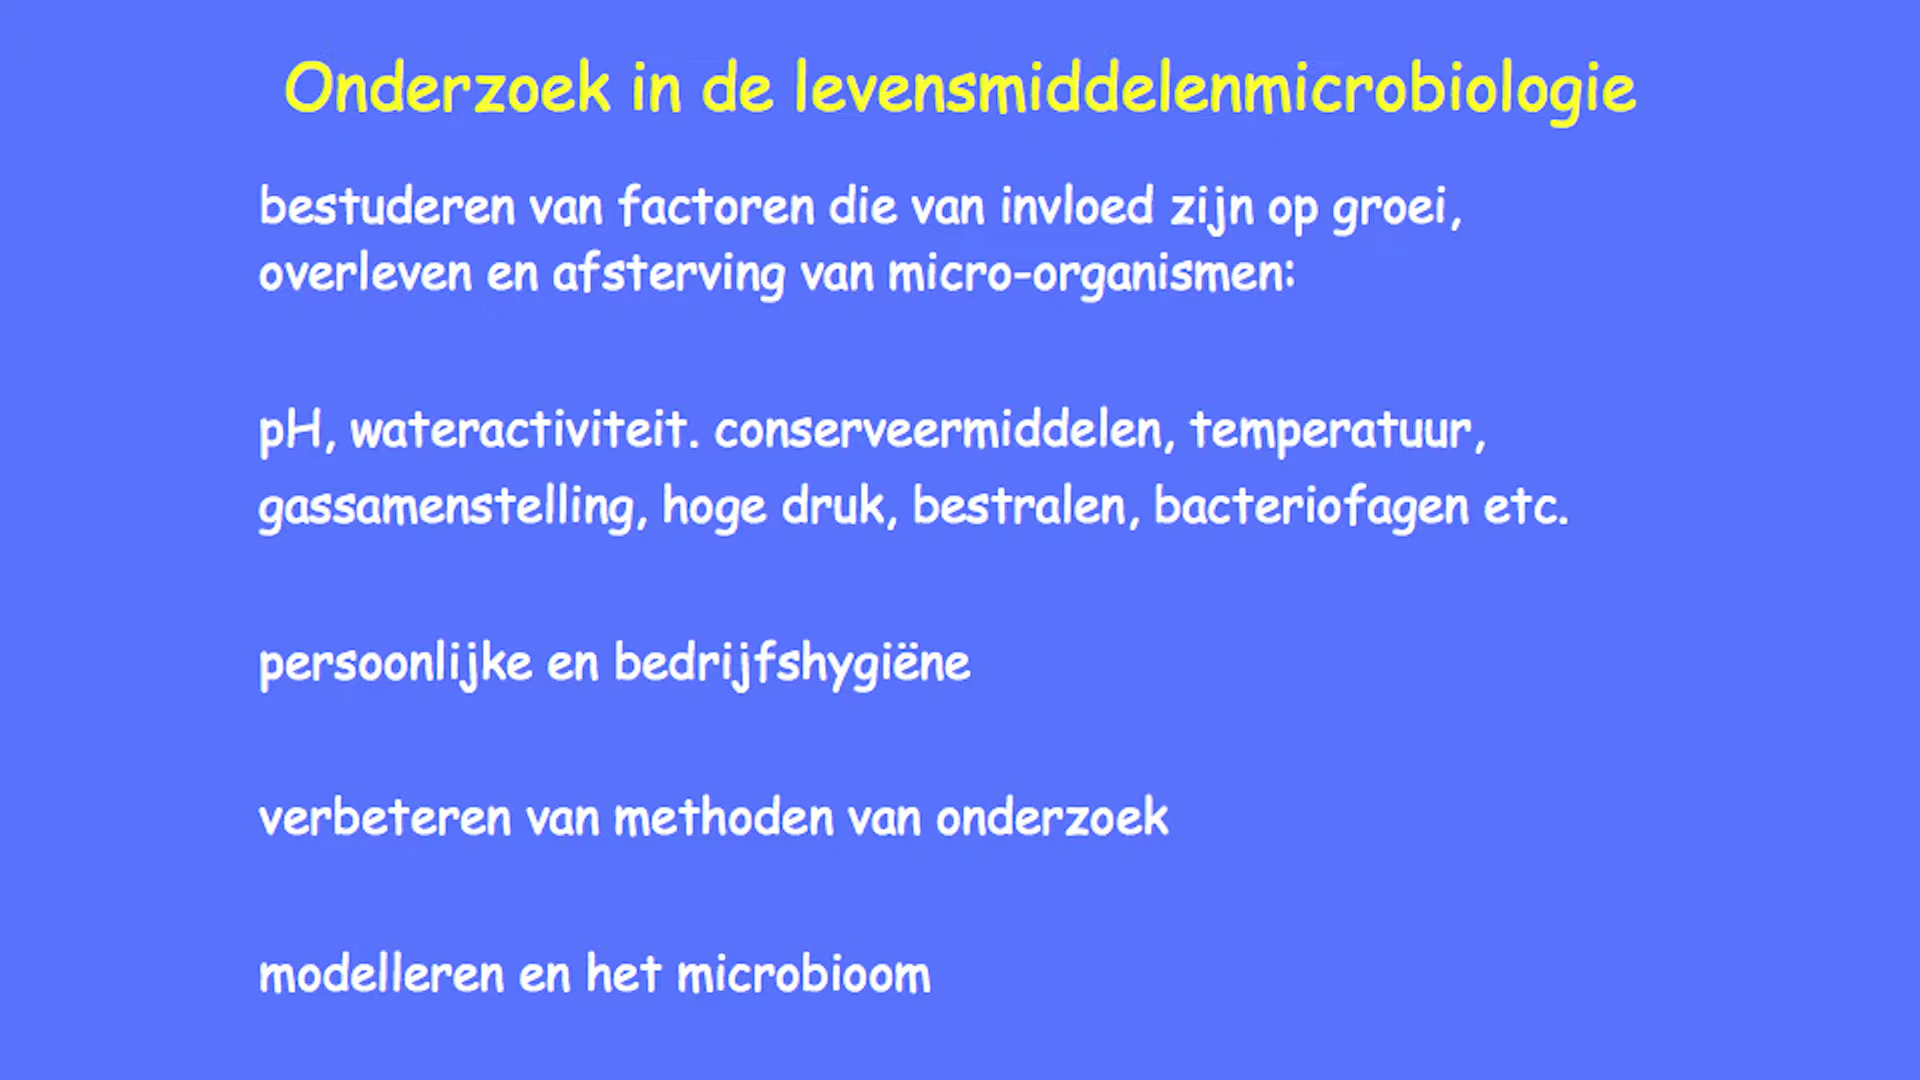 Onderzoek in de levensmiddelenmicrobiologie
bestuderen van factoren die van invloed zijn op groei,
overleven en afsterving van micro-organismen:
pH, wateractiviteit. conserveermiddelen, temperatuur,
gassamenstelling, hoge druk, bestralen, bacteriofagen etc.
persoonlijke en bedrijfshygiëne
verbeteren van methoden van onderzoek
modelleren en het microbioom